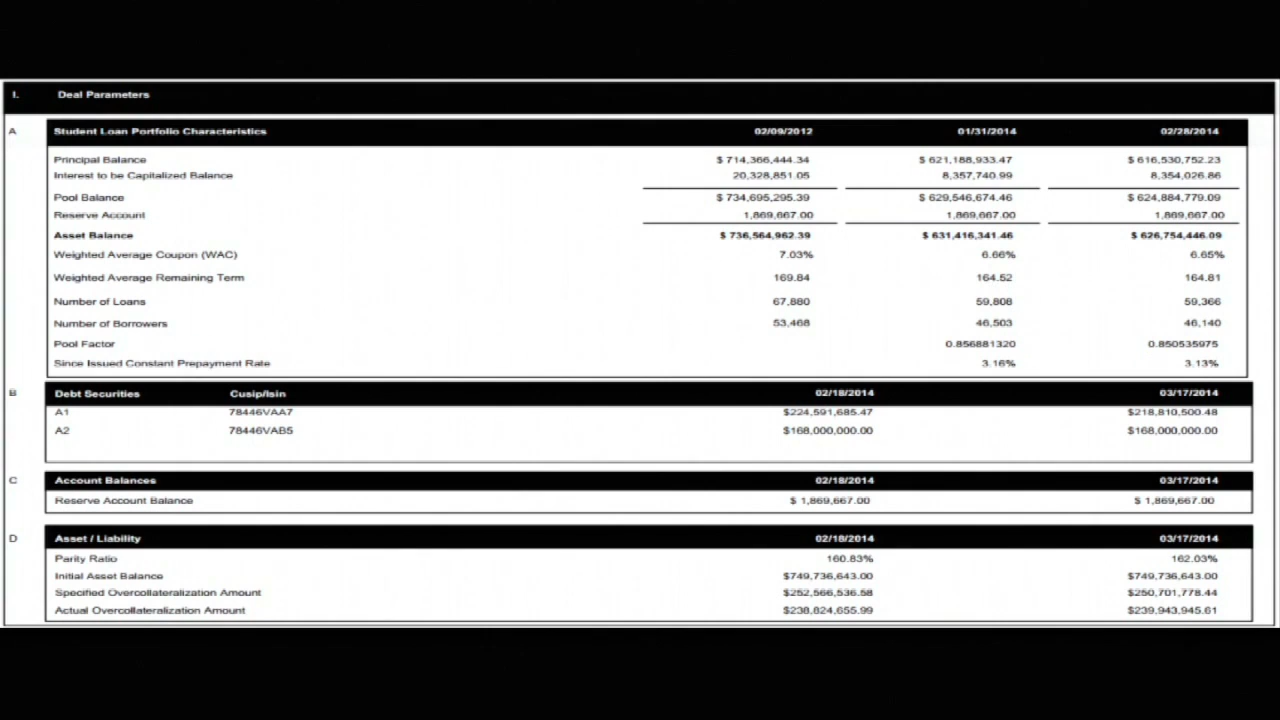 I. Deal Parameters
A Student Loan Portfolio Characteristics 02/09/2012 01/31/2014 02/28/2014
Principal Balance $ 714,366,444.34 $ 621,188,933.47 $ 616,530,752.23
Interest to be Capitalized Balance 20,328,851.05 8,357,740.99 8,354,026.86
Pool Balance $ 734,695,295.39 $ 629,546,674.46 $ 624,884,779.09
Reserve Account 1,869,667.00 1,869,667.00 1,869,667.00
Asset Balance $ 736,564,962.39 $ 631,416,341.46 $ 626,754,446.09
Weighted Average Coupon (WAC) 7.03% 6.66% 6.65%
Weighted Average Remaining Term 169.84 164.52 164.81
Number of Loans 67,880 59,808 59,366
Number of Borrowers 53,468 46,503 46,140
Pool Factor 0.856881320 0.850535975
Since Issued Constant Prepayment Rate 3.16% 3.13%
B Debt Securities Cusip/Isin 02/18/2014 03/17/2014
A1 78446VAA7 $224,591,685.47 $218,810,500.48
A2 78446VAB5 $168,000,000.00 $168,000,000.00
C Account Balances 02/18/2014 03/17/2014
Reserve Account Balance $ 1,869,667.00 $ 1,869,667.00
D Asset / Liability 02/18/2014 03/17/2014
Parity Ratio 160.83% 162.03%
Initial Asset Balance $749,736,643.00 $749,736,643.00
Specified Overcollateralization Amount $252,566,536.58 $250,701,778.44
Actual Overcollateralization Amount $238,824,655.99 $239,943,945.61